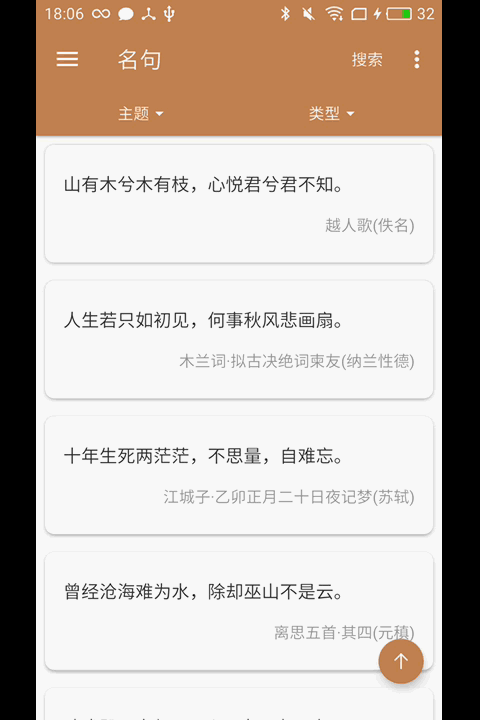 18:06
32
名句
搜索
主题
类型
山有木兮木有枝，心悦君兮君不知。
越人歌(佚名)
人生若只如初见，何事秋风悲画扇。
木兰词·拟古决绝词柬友(纳兰性德)
十年生死两茫茫，不思量，自难忘。
江城子·乙卯正月二十日夜记梦(苏轼)
曾经沧海难为水，除却巫山不是云。
离思五首·其四(元稹)